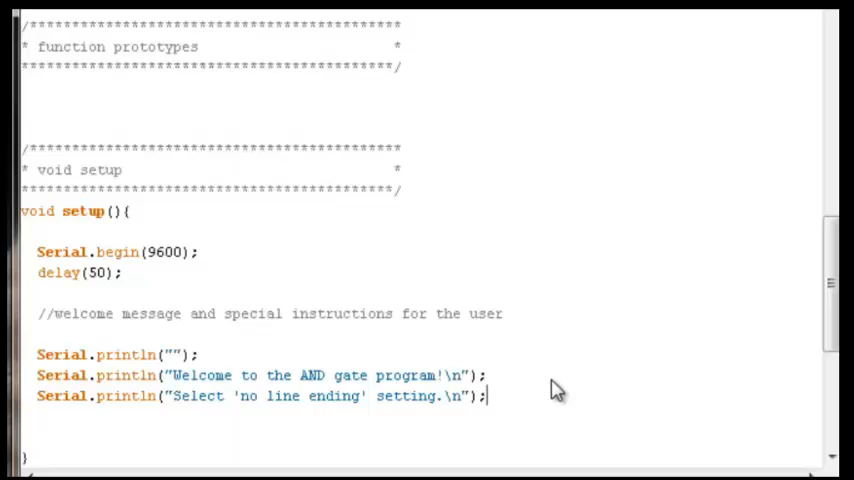 /********************************************
* function prototypes                       *
********************************************/
/********************************************
* void setup                                *
********************************************/
void setup(){
Serial.begin(9600);
delay(50);
//welcome message and special instructions for the user
Serial.println("");
Serial.println("Welcome to the AND gate program!\n");
Serial.println("Select 'no line ending' setting.\n");
}